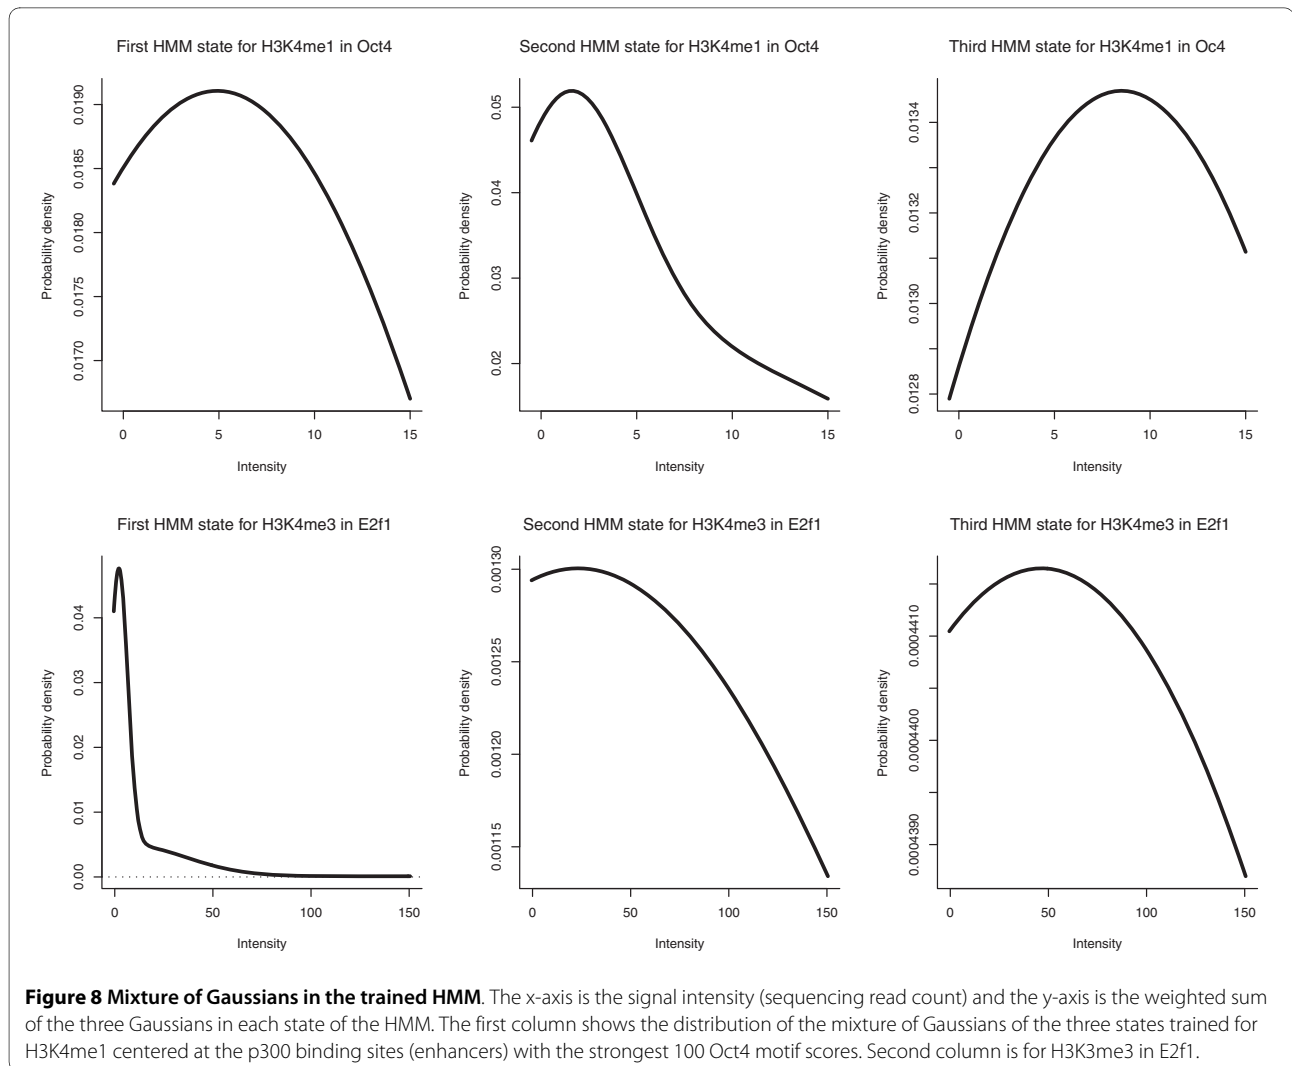 First HMM state for H3K4me1 in Oct4
Probability density
0.0170 0.0175 0.0180 0.0185 0.0190
0 5 10 15
Intensity
Second HMM state for H3K4me1 in Oct4
Probability density
0.02 0.03 0.04 0.05
0 5 10 15
Intensity
Third HMM state for H3K4me1 in Oc4
Probability density
0.0128 0.0130 0.0132 0.0134
0 5 10 15
Intensity
First HMM state for H3K4me3 in E2f1
Probability density
0.00 0.01 0.02 0.03 0.04
0 50 100 150
Intensity
Second HMM state for H3K4me3 in E2f1
Probability density
0.00115 0.00120 0.00125 0.00130
0 50 100 150
Intensity
Third HMM state for H3K4me3 in E2f1
Probability density
0.0004390 0.0004400 0.0004410
0 50 100 150
Intensity
Figure 8 Mixture of Gaussians in the trained HMM. The x-axis is the signal intensity (sequencing read count) and the y-axis is the weighted sum
of the three Gaussians in each state of the HMM. The first column shows the distribution of the mixture of Gaussians of the three states trained for
H3K4me1 centered at the p300 binding sites (enhancers) with the strongest 100 Oct4 motif scores. Second column is for H3K3me3 in E2f1.